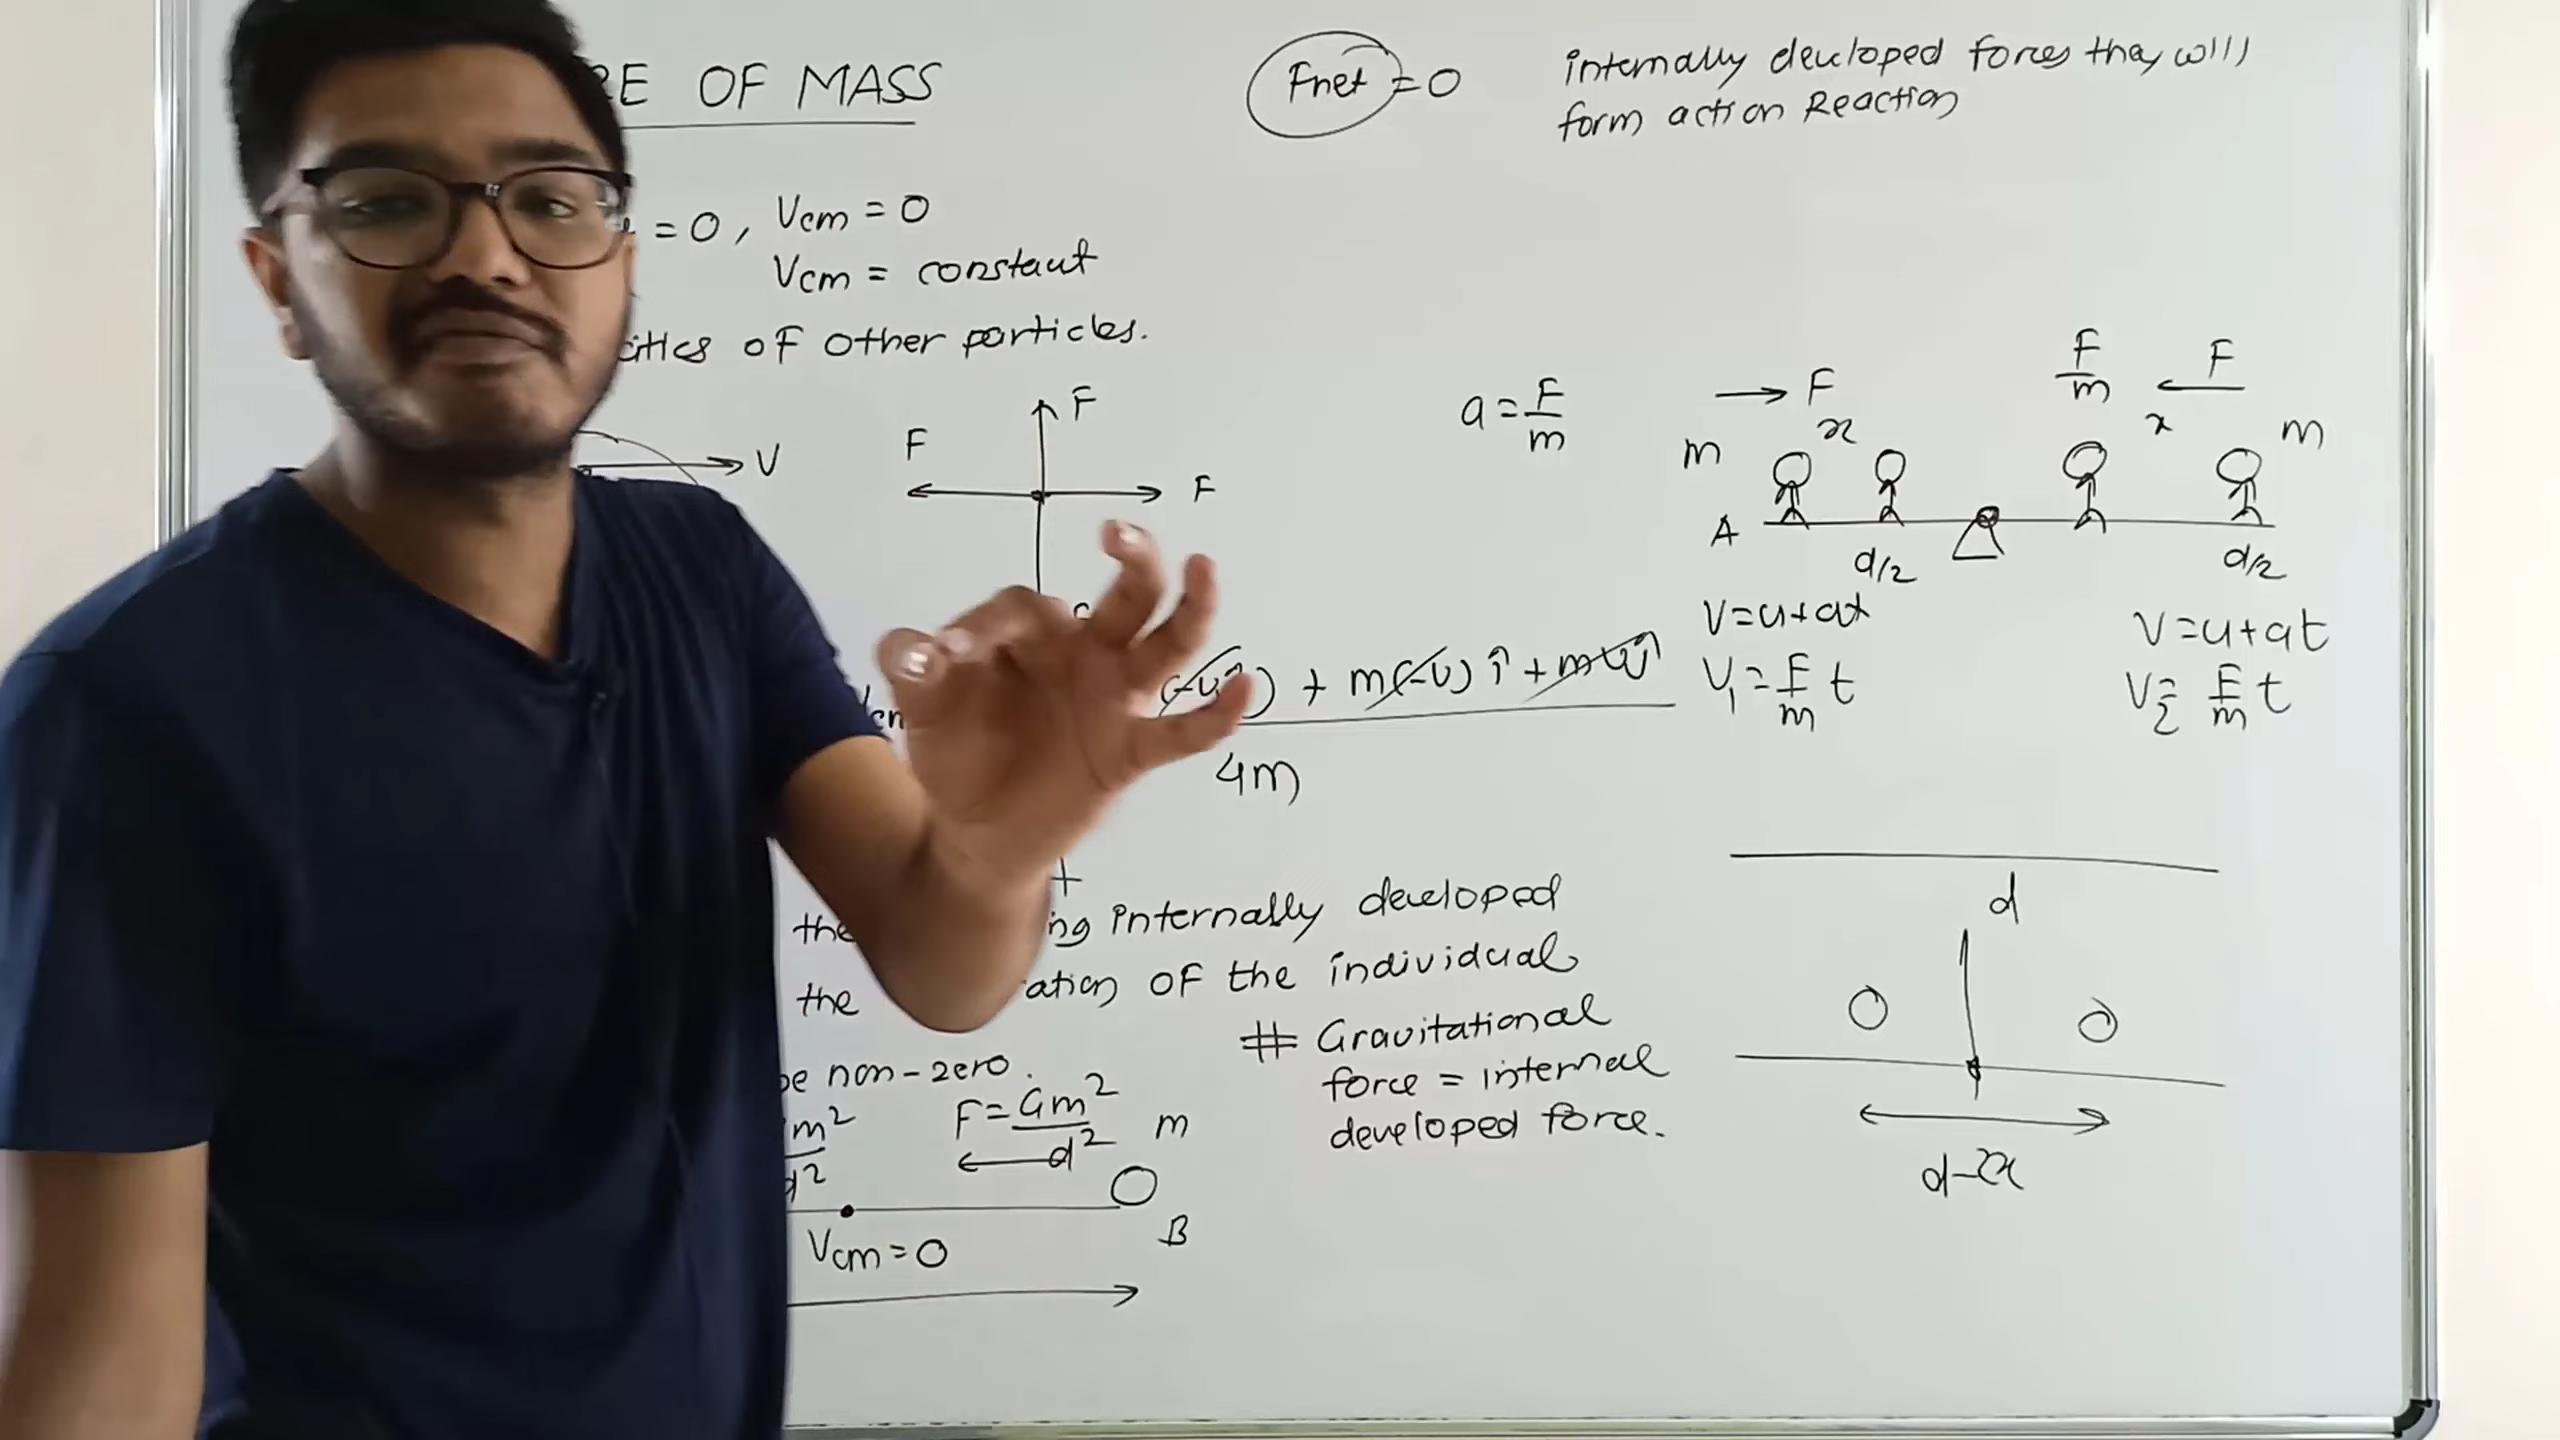 OF MASS
Fnet = 0
internally developed forces they will
form action Reaction
= 0, Vcm = 0
Vcm = constant
of other particles.
F
F
F
V
a = F/m
F
x
m
F/m
F
x
m
A
d/2
d/2
V = u + at
V = u + at
V1 = F/m t
V2 = F/m t
+ m(-v) î +
4m
internally developed
the
of the individual
# Gravitational
force = internal
developed force.
non-zero.
m²
d²
F = Gm²/d²
m
B
Vcm = 0
d
d-2x